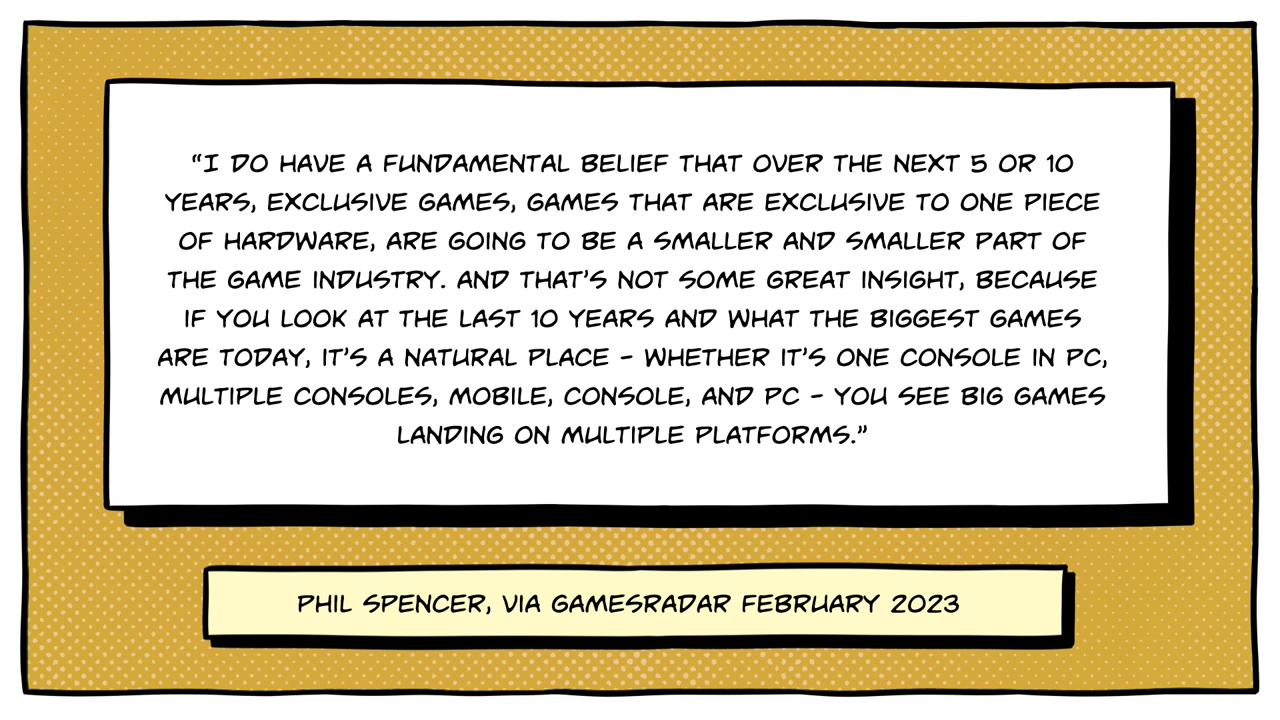 “I DO HAVE A FUNDAMENTAL BELIEF THAT OVER THE NEXT 5 OR 10
YEARS, EXCLUSIVE GAMES, GAMES THAT ARE EXCLUSIVE TO ONE PIECE
OF HARDWARE, ARE GOING TO BE A SMALLER AND SMALLER PART OF
THE GAME INDUSTRY. AND THAT’S NOT SOME GREAT INSIGHT, BECAUSE
IF YOU LOOK AT THE LAST 10 YEARS AND WHAT THE BIGGEST GAMES
ARE TODAY, IT’S A NATURAL PLACE – WHETHER IT’S ONE CONSOLE IN PC,
MULTIPLE CONSOLES, MOBILE, CONSOLE, AND PC – YOU SEE BIG GAMES
LANDING ON MULTIPLE PLATFORMS.”
PHIL SPENCER, VIA GAMESRADAR FEBRUARY 2023